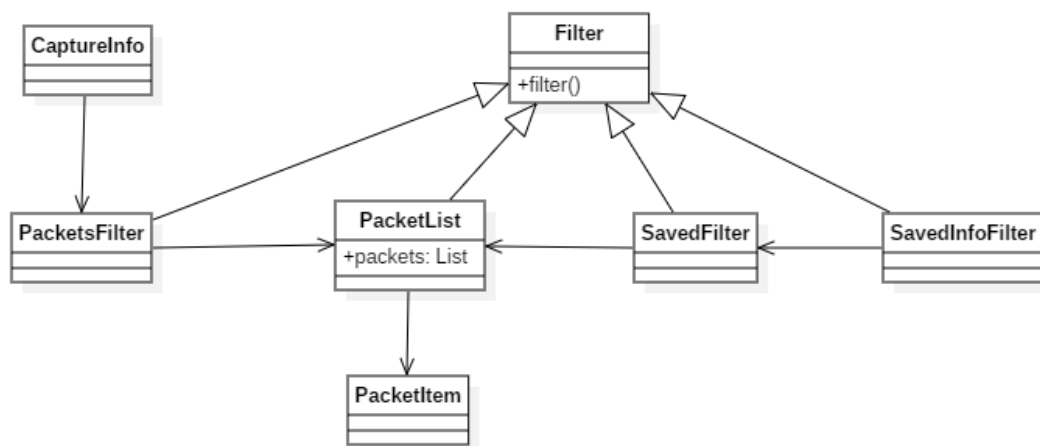 CaptureInfo
Filter
+filter()
PacketsFilter
PacketList
+packets: List
SavedFilter
SavedInfoFilter
PacketItem